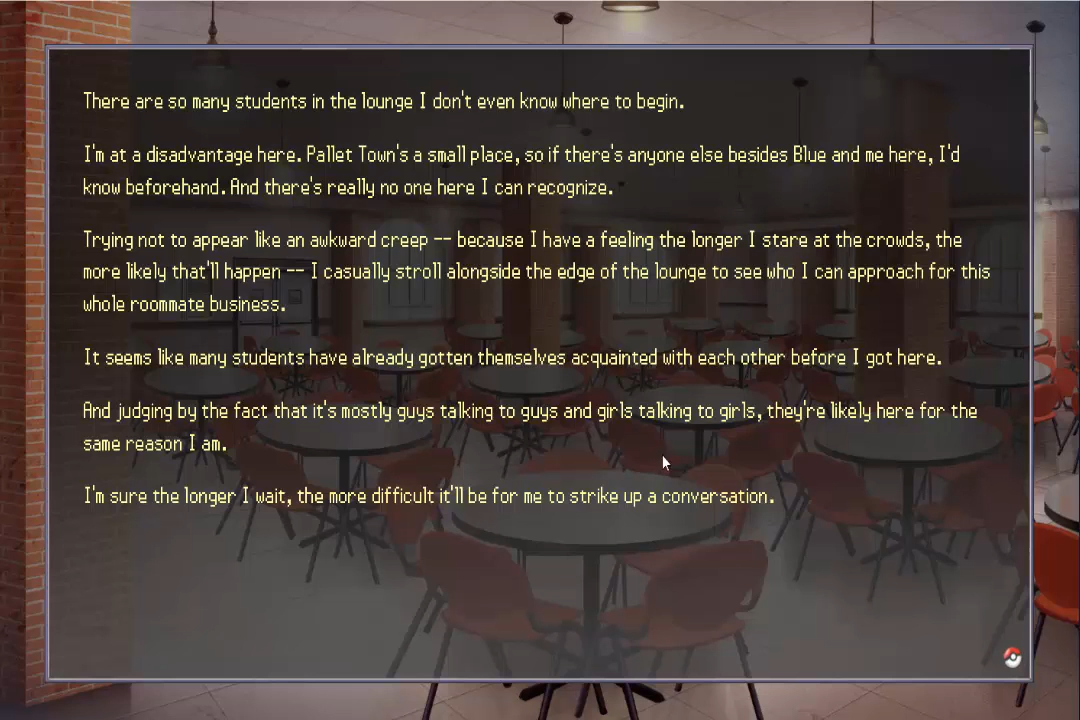 There are so many students in the lounge I don't even know where to begin.
I'm at a disadvantage here. Pallet Town's a small place, so if there's anyone else besides Blue and me here, I'd
know beforehand. And there's really no one here I can recognize.
Trying not to appear like an awkward creep -- because I have a feeling the longer I stare at the crowds, the
more likely that'll happen -- I casually stroll alongside the edge of the lounge to see who I can approach for this
whole roommate business.
It seems like many students have already gotten themselves acquainted with each other before I got here.
And judging by the fact that it's mostly guys talking to guys and girls talking to girls, they're likely here for the
same reason I am.
I'm sure the longer I wait, the more difficult it'll be for me to strike up a conversation.